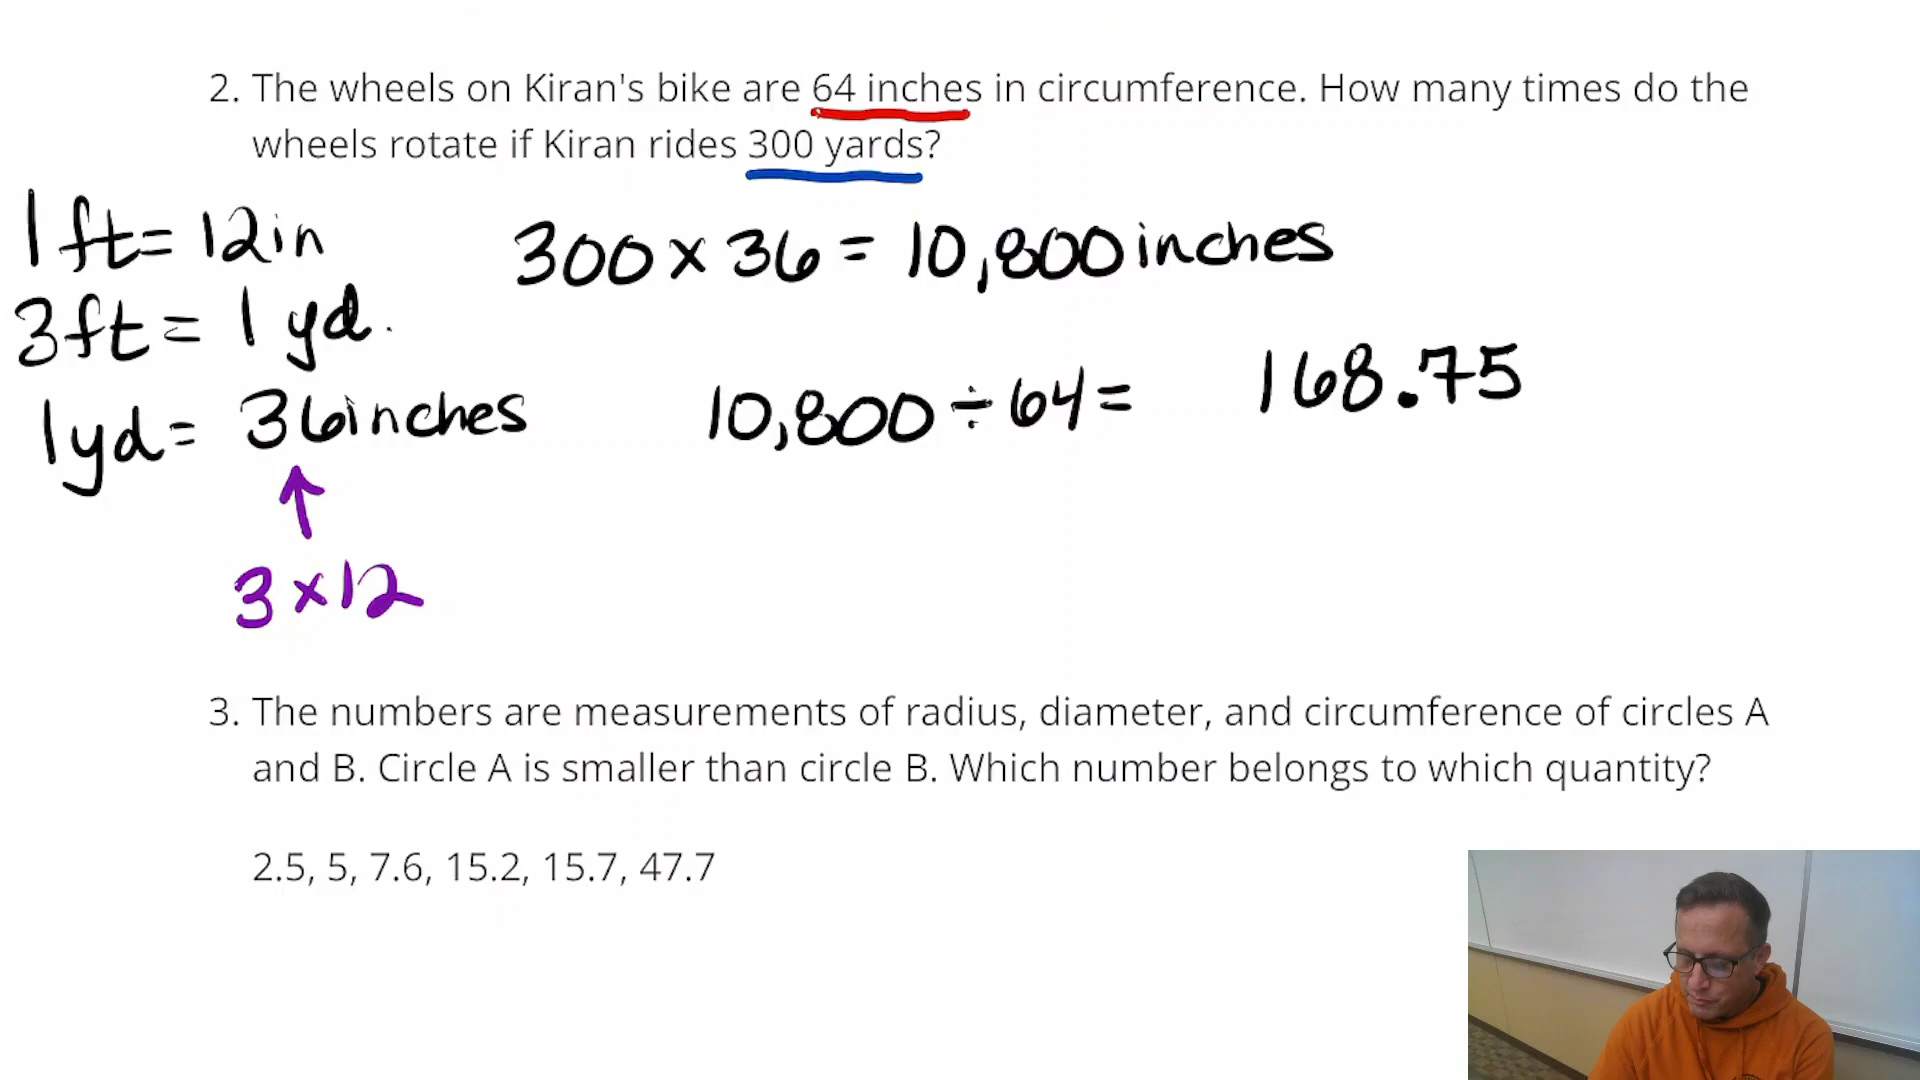 2. The wheels on Kiran's bike are 64 inches in circumference. How many times do the
wheels rotate if Kiran rides 300 yards?
1 ft = 12 in
3 ft = 1 yd.
1 yd = 36 inches
3 x 12
300 x 36 = 10,800 inches
10,800 ÷ 64 = 168.75
3. The numbers are measurements of radius, diameter, and circumference of circles A
and B. Circle A is smaller than circle B. Which number belongs to which quantity?
2.5, 5, 7.6, 15.2, 15.7, 47.7